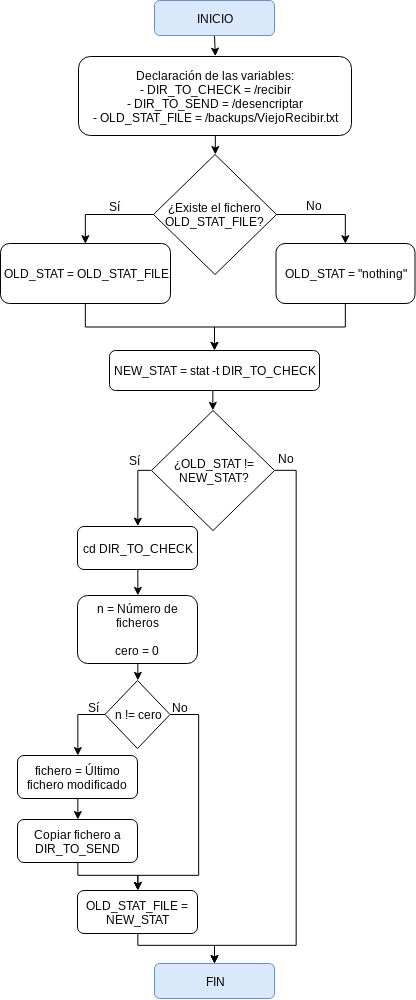 INICIO
Declaración de las variables:
- DIR_TO_CHECK = /recibir
- DIR_TO_SEND = /desencriptar
- OLD_STAT_FILE = /backups/ViejoRecibir.txt
¿Existe el fichero
OLD_STAT_FILE?
Sí
No
OLD_STAT = OLD_STAT_FILE
OLD_STAT = "nothing"
NEW_STAT = stat -t DIR_TO_CHECK
¿OLD_STAT !=
NEW_STAT?
Sí
No
cd DIR_TO_CHECK
n = Número de
ficheros
cero = 0
n != cero
Sí
No
fichero = Último
fichero modificado
Copiar fichero a
DIR_TO_SEND
OLD_STAT_FILE =
NEW_STAT
FIN